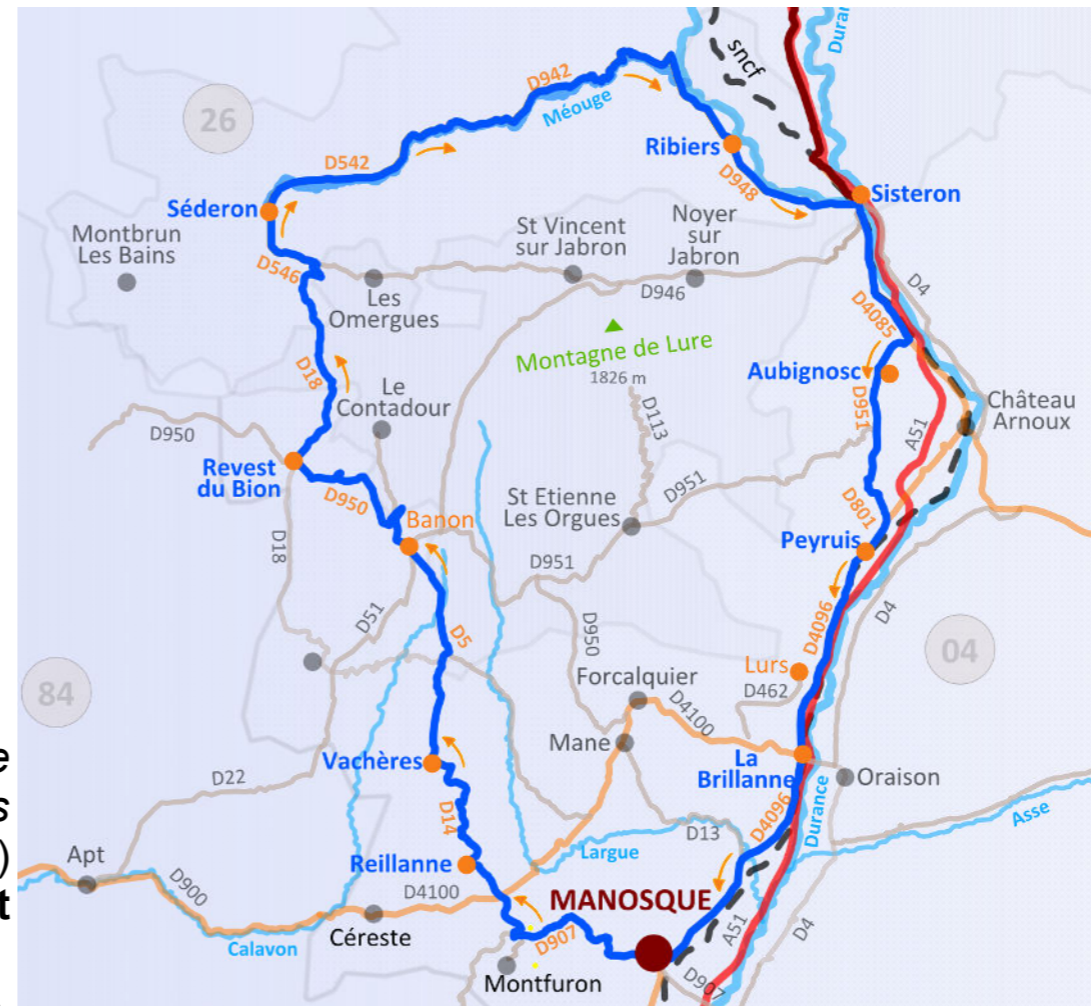 D942
Méouge
sncf
Duran
26
D542
Ribiers
D948
Sisteron
Séderon
Montbrun
Les Bains
D546
St Vincent
sur Jabron
Noyer
sur
Jabron
D4
Les
Omergues
D946
D4085
Montagne de Lure
1826 m
Aubignosc
D18
Le
Contadour
D113
D951
A51
Château
Arnoux
D950
Revest
du Bion
D950
St Etienne
Les Orgues
D951
D801
Banon
Peyruis
D18
D951
D51
D5
D950
D4096
D4
04
Lurs
D462
Forcalquier
D4100
84
Mane
Vachères
La
Brillanne
Oraison
e
D22
s
D14
D13
D4096
Durance
Asse
)
Apt
Reillanne
Largue
t
D900
D4100
MANOSQUE
Calavon
Céreste
D907
A51
D4
Montfuron
D907